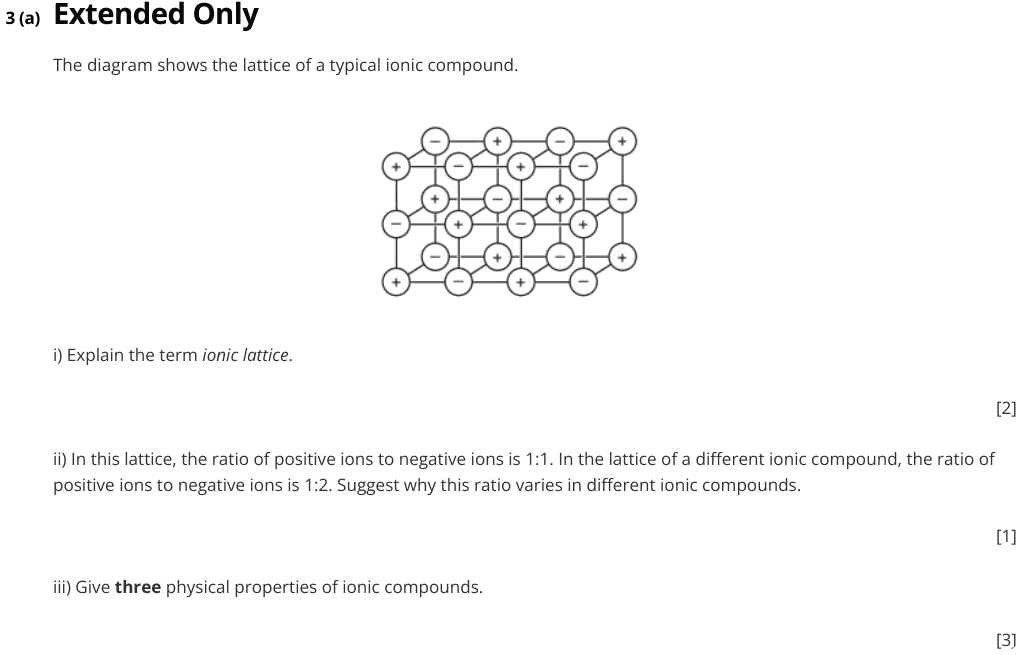 3 (a) Extended Only
The diagram shows the lattice of a typical ionic compound.
− + − +
+ − + −
+ − + −
− + − +
− + − +
+ − + −
i) Explain the term ionic lattice.
[2]
ii) In this lattice, the ratio of positive ions to negative ions is 1:1. In the lattice of a different ionic compound, the ratio of
positive ions to negative ions is 1:2. Suggest why this ratio varies in different ionic compounds.
[1]
iii) Give three physical properties of ionic compounds.
[3]